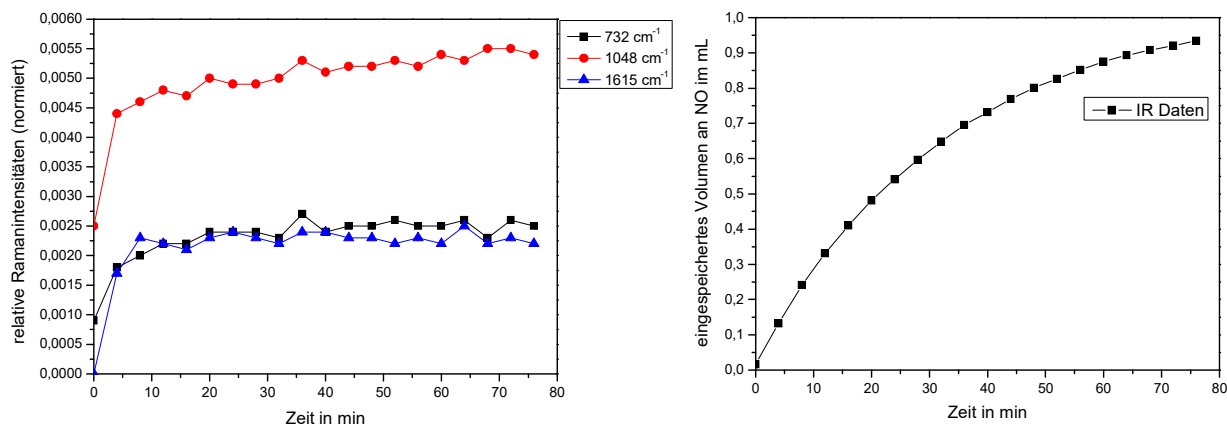 relative Ramanintensitäten (normiert)
0,0060
0,0055
0,0050
0,0045
0,0040
0,0035
0,0030
0,0025
0,0020
0,0015
0,0010
0,0005
0,0000
0 10 20 30 40 50 60 70 80
Zeit in min
732 cm⁻¹
1048 cm⁻¹
1615 cm⁻¹
eingespeichertes Volumen an NO im mL
1,0
0,9
0,8
0,7
0,6
0,5
0,4
0,3
0,2
0,1
0,0
0 10 20 30 40 50 60 70 80
Zeit in min
IR Daten